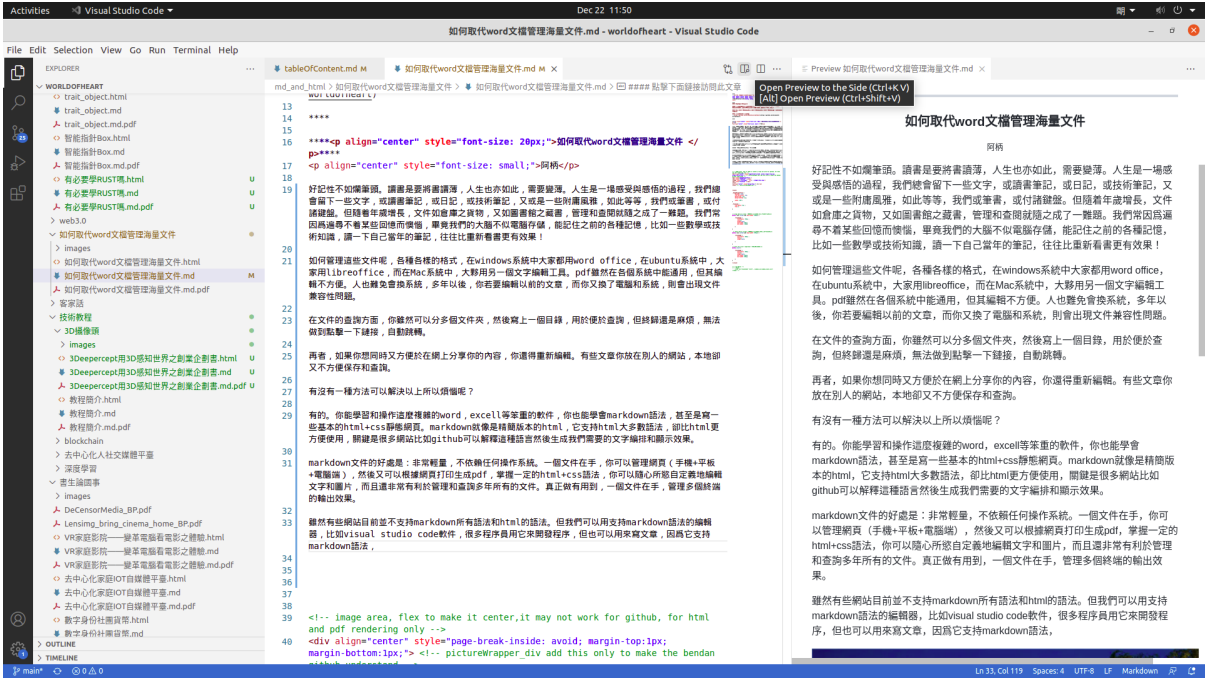 Activities
Visual Studio Code
Dec 22 11:50
如何取代word文檔管理海量文件.md - worldofheart - Visual Studio Code
File Edit Selection View Go Run Terminal Help
EXPLORER
WORLDOFHEART
trait_object.html
trait_object.md
trait_object.md.pdf
智能指針Box.html
智能指針Box.md
智能指針Box.md.pdf
有必要學RUST嗎.html U
有必要學RUST嗎.md U
有必要學RUST嗎.md.pdf U
web3.0
如何取代word文檔管理海量文件
images
如何取代word文檔管理海量文件.html
如何取代word文檔管理海量文件.md M
如何取代word文檔管理海量文件.md.pdf
客家話
技術教程
3D攝像頭
images
3Deepercept用3D感知世界之創業企劃書.html U
3Deepercept用3D感知世界之創業企劃書.md U
3Deepercept用3D感知世界之創業企劃書.md.pdf U
教程簡介.html
教程簡介.md
教程簡介.md.pdf
blockchain
去中心化人社交媒體平臺
深度學習
書生論國事
images
DeCensorMedia_BP.pdf
Lensimg_bring_cinema_home_BP.pdf
VR家庭影院——變革電腦看電影之體驗.html
VR家庭影院——變革電腦看電影之體驗.md
VR家庭影院——變革電腦看電影之體驗.md.pdf
去中心化家庭IOT自媒體平臺.html
去中心化家庭IOT自媒體平臺.md
去中心化家庭IOT自媒體平臺.md.pdf
數字身份社團貨幣.html
數字身份社團貨幣.md
OUTLINE
TIMELINE
25
1
tableOfContent.md M
如何取代word文檔管理海量文件.md M
md_and_html > 如何取代word文檔管理海量文件 > 如何取代word文檔管理海量文件.md > #### 點擊下面鏈接訪問此文章
Open Preview to the Side (Ctrl+K V)
[Alt] Open Preview (Ctrl+Shift+V)
worldofheart)
13
14 ****
15
16 ****<p align="center" style="font-size: 20px;">如何取代word文檔管理海量文件 </
p>****
17 <p align="center" style="font-size: small;">阿柄</p>
18
19 好記性不如爛筆頭。讀書是要將書讀薄，人生也亦如此，需要變薄。人生是一場感受與感悟的過程，我們總
會留下一些文字，或讀書筆記，或日記，或技術筆記，又或是一些附庸風雅，如此等等，我們或筆書，或付
諸鍵盤。但隨着年歲增長，文件如倉庫之貨物，又如圖書館之藏書，管理和查閱就隨之成了一難題。我們常
因爲遍尋不着某些回憶而懊惱，畢竟我們的大腦不似電腦存儲，能記住之前的各種記憶，比如一些數學或技
術知識，讀一下自己當年的筆記，往往比重新看書更有效果！
20
21 如何管理這些文件呢，各種各樣的格式，在windows系統中大家都用word office，在ubuntu系統中，大
家用libreoffice，而在Mac系統中，大夥用另一個文字編輯工具。pdf雖然在各個系統中能通用，但其編
輯不方便。人也難免會換系統，多年以後，你若要編輯以前的文章，而你又換了電腦和系統，則會出現文件
兼容性問題。
22
23 在文件的查詢方面，你雖然可以分多個文件夾，然後寫上一個目錄，用於便於查詢，但終歸還是麻煩，無法
做到點擊一下鏈接，自動跳轉。
24
25 再者，如果你想同時又方便於在網上分享你的內容，你還得重新編輯。有些文章你放在別人的網站，本地卻
又不方便保存和查詢。
26
27 有沒有一種方法可以解決以上所以煩惱呢？
28
29 有的。你能學習和操作這麼複雜的word，excell等笨重的軟件，你也能學會markdown語法，甚至是寫一
些基本的html+css靜態網頁。markdown就像是精簡版本的html，它支持html大多數語法，卻比html更
方便使用，關鍵是很多網站比如github可以解釋這種語言然後生成我們需要的文字編排和顯示效果。
30
31 markdown文件的好處是：非常輕量，不依賴任何操作系統。一個文件在手，你可以管理網頁（手機+平板
+電腦端），然後又可以根據網頁打印生成pdf，掌握一定的html+css語法，你可以隨心所慾自定義地編輯
文字和圖片，而且還非常有利於管理和查詢多年所有的文件。真正做有用到，一個文件在手，管理多個終端
的輸出效果。
32
33 雖然有些網站目前並不支持markdown所有語法和html的語法。但我們可以用支持markdown語法的編輯
器，比如visual studio code軟件，很多程序員用它來開發程序，但也可以用來寫文章，因爲它支持
markdown語法，
34
35
36
37
38
39 <!-- image area, flex to make it center,it may not work for github, for html
and pdf rendering only -->
40 <div align="center" style="page-break-inside: avoid; margin-top:1px;
margin-bottom:1px;"> <!-- pictureWrapper_div add this only to make the bendan
github understand -->
Preview 如何取代word文檔管理海量文件.md
如何取代word文檔管理海量文件
阿柄
好記性不如爛筆頭。讀書是要將書讀薄，人生也亦如此，需要變薄。人生是一場感
受與感悟的過程，我們總會留下一些文字，或讀書筆記，或日記，或技術筆記，又
或是一些附庸風雅，如此等等，我們或筆書，或付諸鍵盤。但隨着年歲增長，文件
如倉庫之貨物，又如圖書館之藏書，管理和查閱就隨之成了一難題。我們常因爲遍
尋不着某些回憶而懊惱，畢竟我們的大腦不似電腦存儲，能記住之前的各種記憶，
比如一些數學或技術知識，讀一下自己當年的筆記，往往比重新看書更有效果！
如何管理這些文件呢，各種各樣的格式，在windows系統中大家都用word office，
在ubuntu系統中，大家用libreoffice，而在Mac系統中，大夥用另一個文字編輯工
具。pdf雖然在各個系統中能通用，但其編輯不方便。人也難免會換系統，多年以
後，你若要編輯以前的文章，而你又換了電腦和系統，則會出現文件兼容性問題。
在文件的查詢方面，你雖然可以分多個文件夾，然後寫上一個目錄，用於便於查
詢，但終歸還是麻煩，無法做到點擊一下鏈接，自動跳轉。
再者，如果你想同時又方便於在網上分享你的內容，你還得重新編輯。有些文章你
放在別人的網站，本地卻又不方便保存和查詢。
有沒有一種方法可以解決以上所以煩惱呢？
有的。你能學習和操作這麼複雜的word，excell等笨重的軟件，你也能學會
markdown語法，甚至是寫一些基本的html+css靜態網頁。markdown就像是精簡版
本的html，它支持html大多數語法，卻比html更方便使用，關鍵是很多網站比如
github可以解釋這種語言然後生成我們需要的文字編排和顯示效果。
markdown文件的好處是：非常輕量，不依賴任何操作系統。一個文件在手，你可
以管理網頁（手機+平板+電腦端），然後又可以根據網頁打印生成pdf，掌握一定的
html+css語法，你可以隨心所慾自定義地編輯文字和圖片，而且還非常有利於管理
和查詢多年所有的文件。真正做有用到，一個文件在手，管理多個終端的輸出效
果。
雖然有些網站目前並不支持markdown所有語法和html的語法。但我們可以用支持
markdown語法的編輯器，比如visual studio code軟件，很多程序員用它來開發程
序，但也可以用來寫文章，因爲它支持markdown語法，
main* 0 0
Ln 33, Col 119 Spaces: 4 UTF-8 LF Markdown